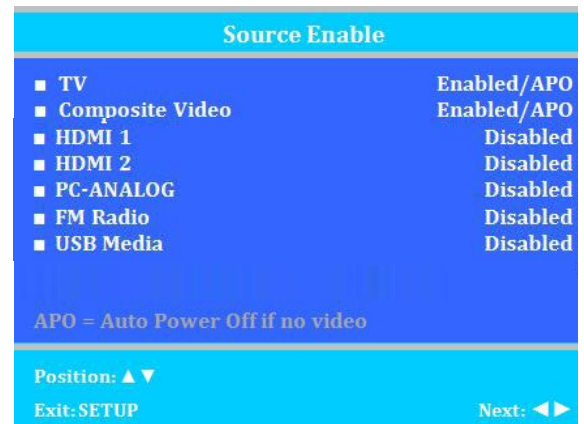 Source Enable
■ TV Enabled/APO
■ Composite Video Enabled/APO
■ HDMI 1 Disabled
■ HDMI 2 Disabled
■ PC-ANALOG Disabled
■ FM Radio Disabled
■ USB Media Disabled
APO = Auto Power Off if no video
Position: ▲ ▼
Exit: SETUP Next: ◀ ▶